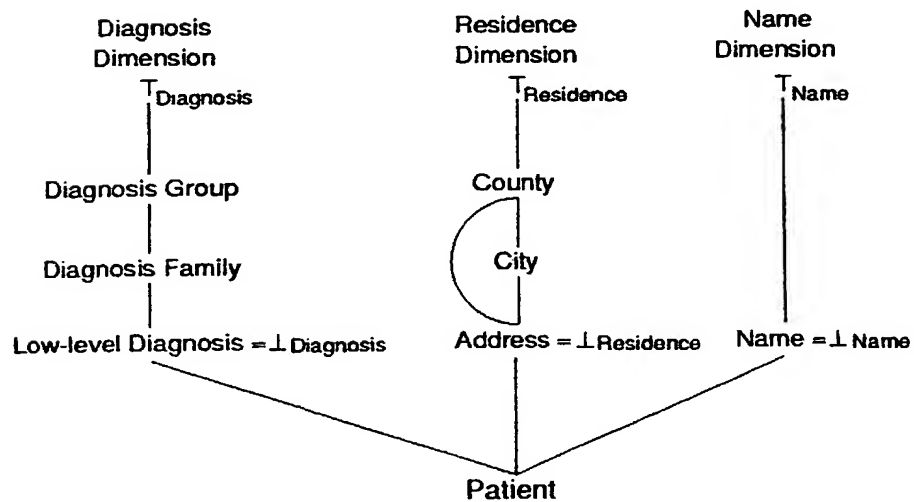 Diagnosis
Dimension
Residence
Dimension
Name
Dimension
⊤Diagnosis
⊤Residence
⊤Name
Diagnosis Group
County
Diagnosis Family
City
Low-level Diagnosis =⊥Diagnosis
Address =⊥Residence
Name =⊥Name
Patient